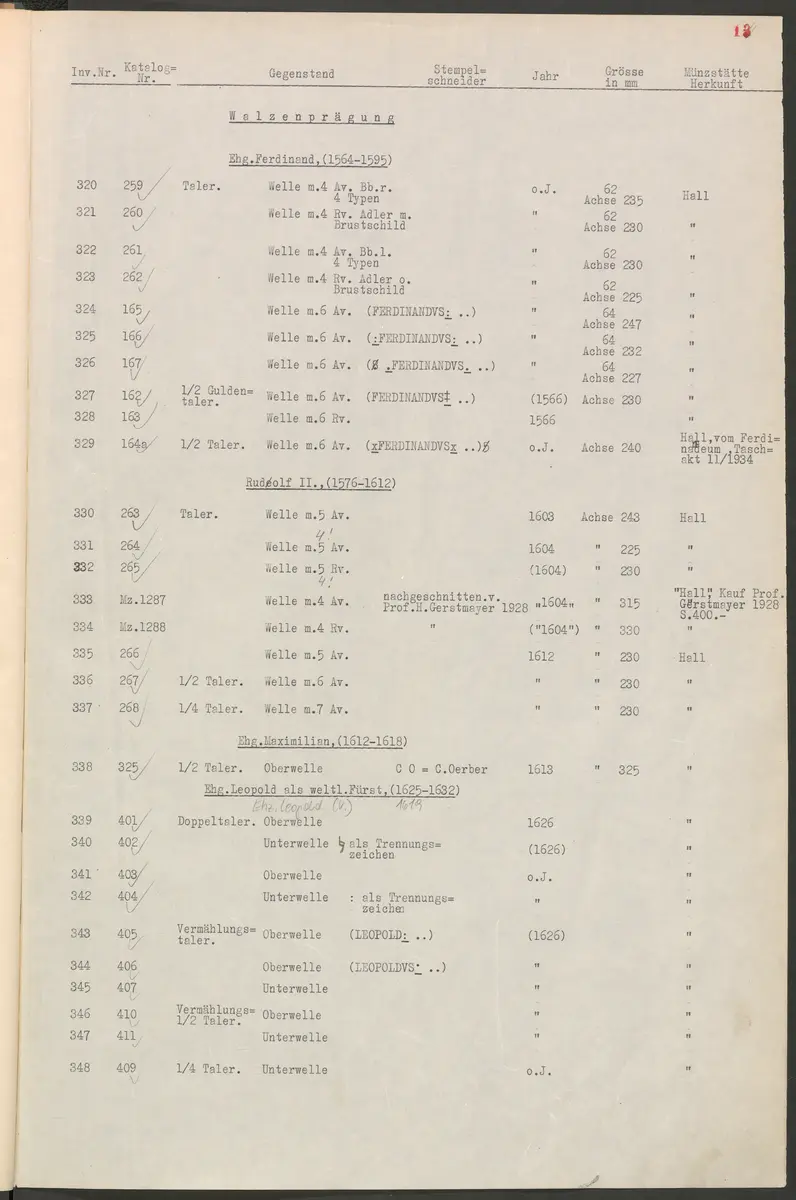 13
Inv.Nr. Katalog=Nr. Gegenstand Stempel=schneider Jahr Grösse in mm Münzstätte Herkunft
Walzenprägung
Ehg.Ferdinand,(1564-1595)
320 259 Taler. Welle m.4 Av. Bb.r. o.J. 62 Hall
4 Typen Achse 235
321 260 Welle m.4 Rv. Adler m. " 62 "
Brustschild Achse 230
322 261 Welle m.4 Av. Bb.l. " 62 "
4 Typen Achse 230
323 262 Welle m.4 Rv. Adler o. " 62 "
Brustschild Achse 225
324 165 Welle m.6 Av. (FERDINANDVS: ..) " 64 "
Achse 247
325 166 Welle m.6 Av. (:FERDINANDVS: ..) " 64 "
Achse 232
326 167 Welle m.6 Av. ( .FERDINANDVS. ..) " 64 "
Achse 227
327 162 1/2 Gulden=taler. Welle m.6 Av. (FERDINANDVS‡ ..) (1566) Achse 230 "
328 163 Welle m.6 Rv. 1566 "
329 164a 1/2 Taler. Welle m.6 Av. (xFERDINANDVSx ..) o.J. Achse 240 Hall,vom Ferdi=
nadeum ,Tasch=
akt 11/1934
Rudolf II.,(1576-1612)
330 263 Taler. Welle m.5 Av. 1603 Achse 243 Hall
4!
331 264 Welle m.5 Av. 1604 " 225 "
332 265 Welle m.5 Rv. (1604) " 230 "
4!
333 Mz.1287 Welle m.4 Av. nachgeschnitten.v. Prof.H.Gerstmayer 1928 "1604" " 315 "Hall", Kauf Prof.
Gerstmayer 1928
S.400.-
334 Mz.1288 Welle m.4 Rv. " ("1604") " 330 "
335 266 Welle m.5 Av. 1612 " 230 Hall
336 267 1/2 Taler. Welle m.6 Av. " " 230 "
337 268 1/4 Taler. Welle m.7 Av. " " 230 "
Ehg.Maximilian,(1612-1618)
338 325 1/2 Taler. Oberwelle C O = C.Oerber 1613 " 325 "
Ehg.Leopold als weltl.Fürst,(1625-1632)
Ehz. Leopold (V.) 1619
339 401 Doppeltaler. Oberwelle 1626 "
340 402 Unterwelle als Trennungs= (1626) "
zeichen
341 403 Oberwelle o.J. "
342 404 Unterwelle : als Trennungs= " "
zeichen
343 405 Vermählungs=taler. Oberwelle (LEOPOLD: ..) (1626) "
344 406 Oberwelle (LEOPOLDVS: ..) " "
345 407 Unterwelle " "
346 410 Vermählungs=1/2 Taler. Oberwelle " "
347 411 Unterwelle " "
348 409 1/4 Taler. Unterwelle o.J. "